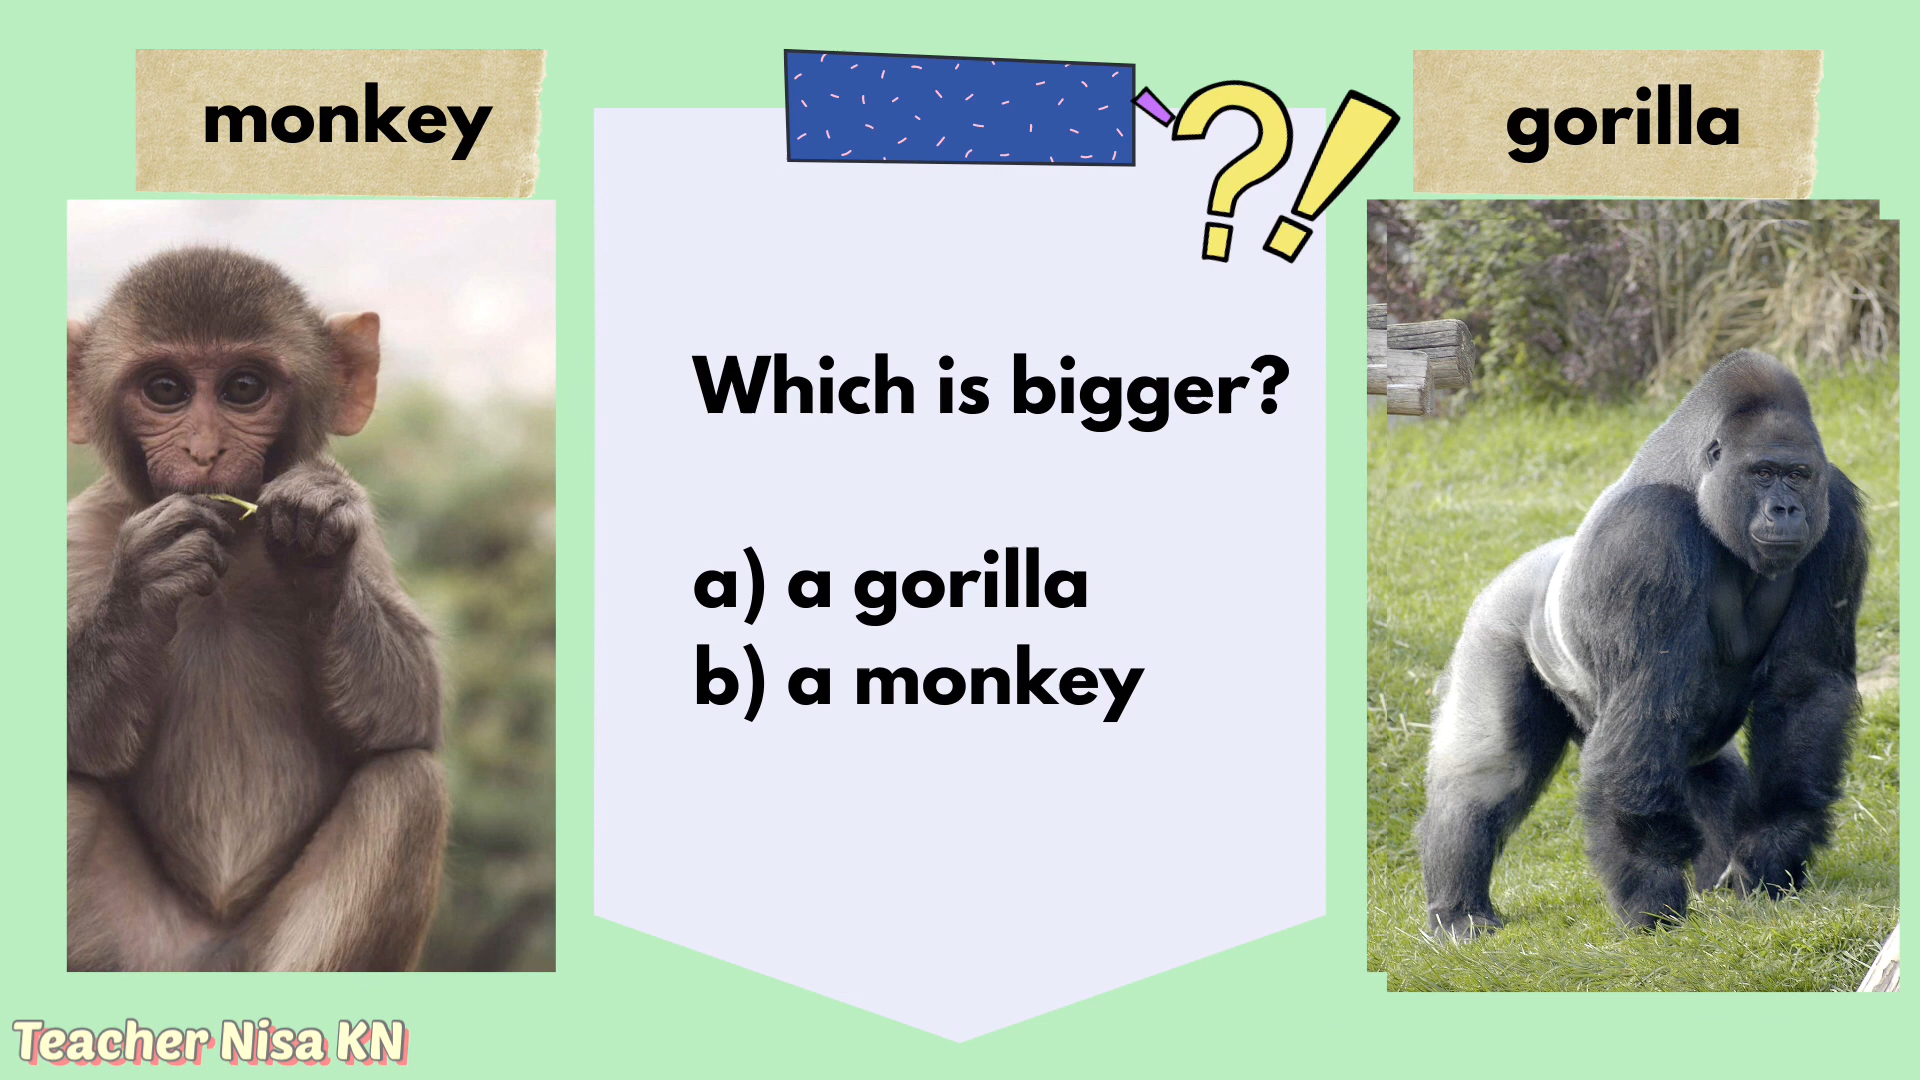 monkey
gorilla
Which is bigger?
a) a gorilla
b) a monkey
Teacher Nisa KN